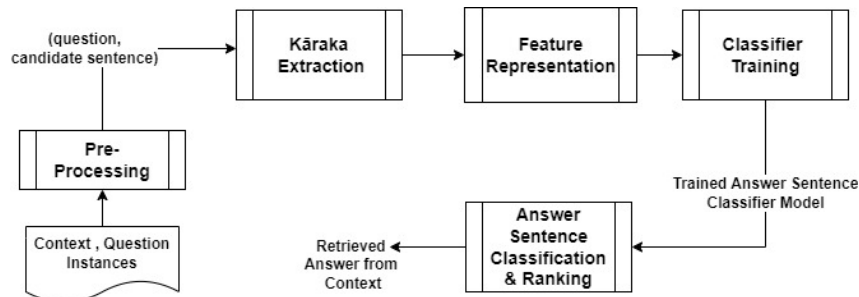 (question,
candidate sentence)
Kāraka
Extraction
Feature
Representation
Classifier
Training
Pre-
Processing
Context , Question
Instances
Trained Answer Sentence
Classifier Model
Answer
Sentence
Classification
& Ranking
Retrieved
Answer from
Context